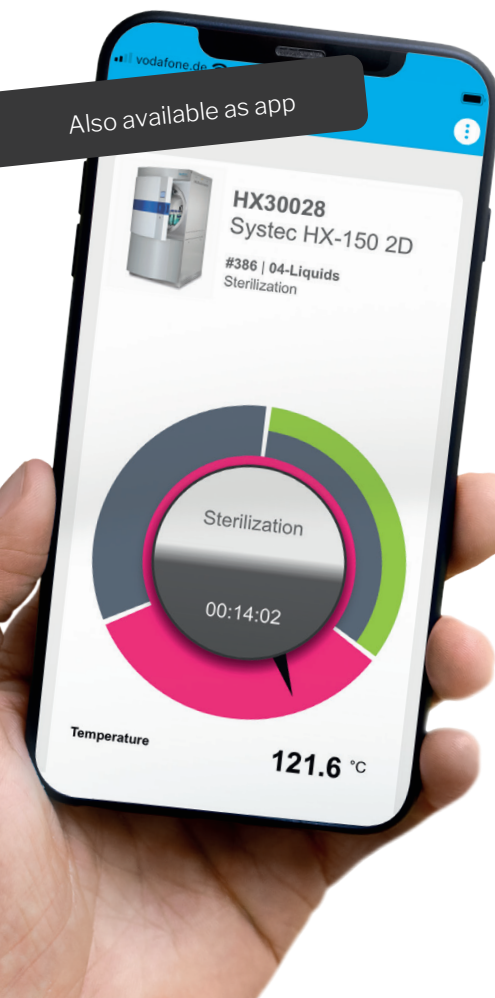 vodafone.de
Also available as app
HX30028
Systec HX-150 2D
#386 | 04-Liquids
Sterilization
Sterilization
00:14:02
Temperature
121.6 °C